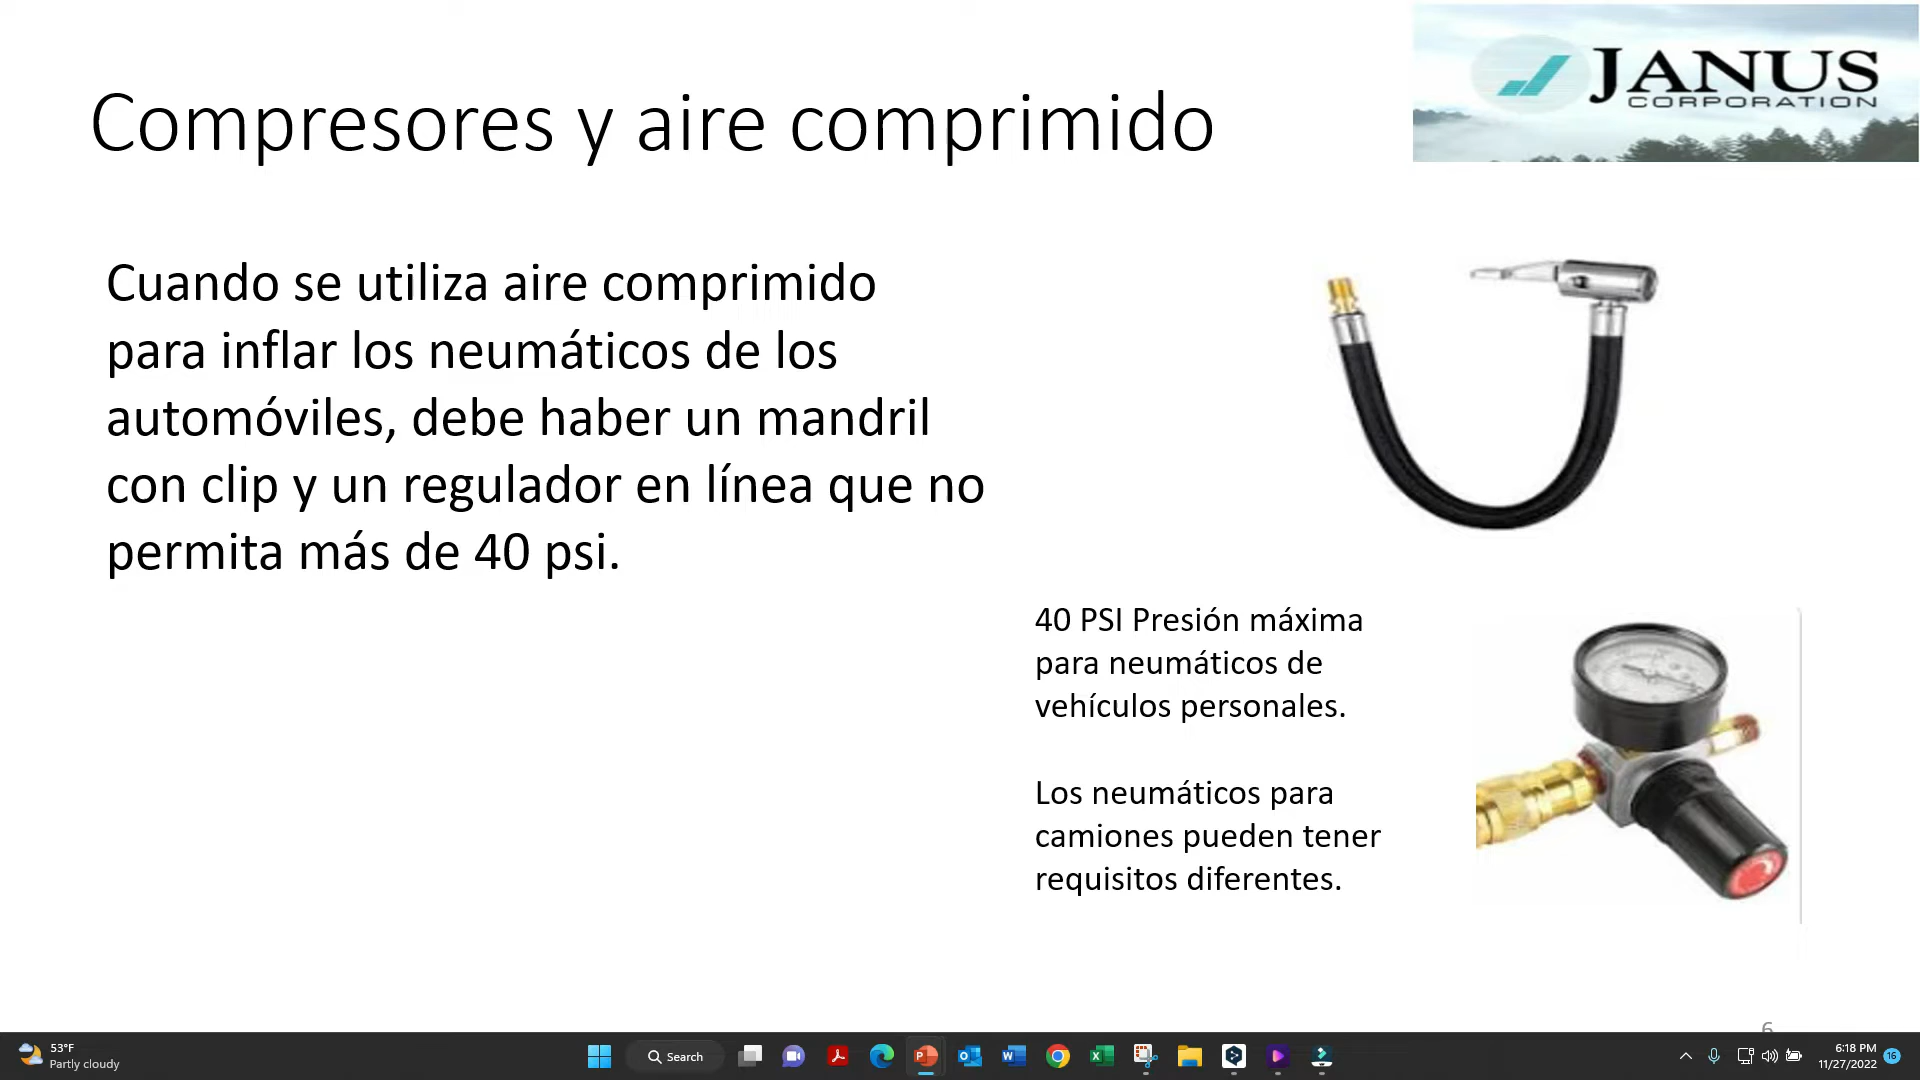 JANUS
CORPORATION
Compresores y aire comprimido
Cuando se utiliza aire comprimido
para inflar los neumáticos de los
automóviles, debe haber un mandril
con clip y un regulador en línea que no
permita más de 40 psi.
40 PSI Presión máxima
para neumáticos de
vehículos personales.
Los neumáticos para
camiones pueden tener
requisitos diferentes.
6
53°F
Partly cloudy
Search
6:18 PM
11/27/2022
16